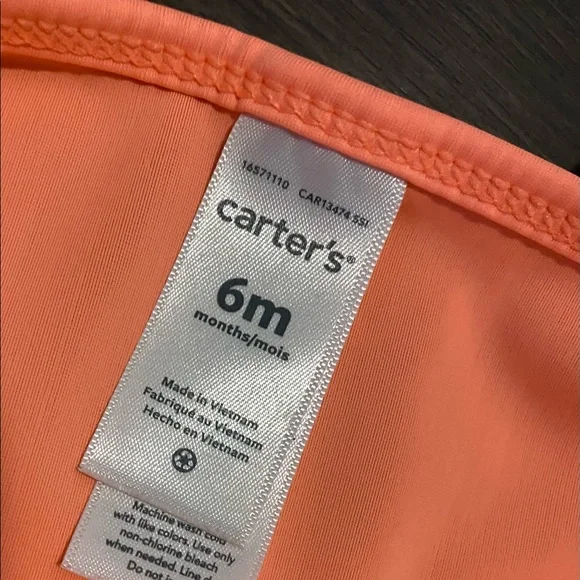 16571110 CAR13474 SSI
carter's®
6m
months/mois
Made in Vietnam
Fabriqué au Vietnam
Hecho en Vietnam
Machine wash cold
with like colors. Use only
non-chlorine bleach
when needed. Line
Do not